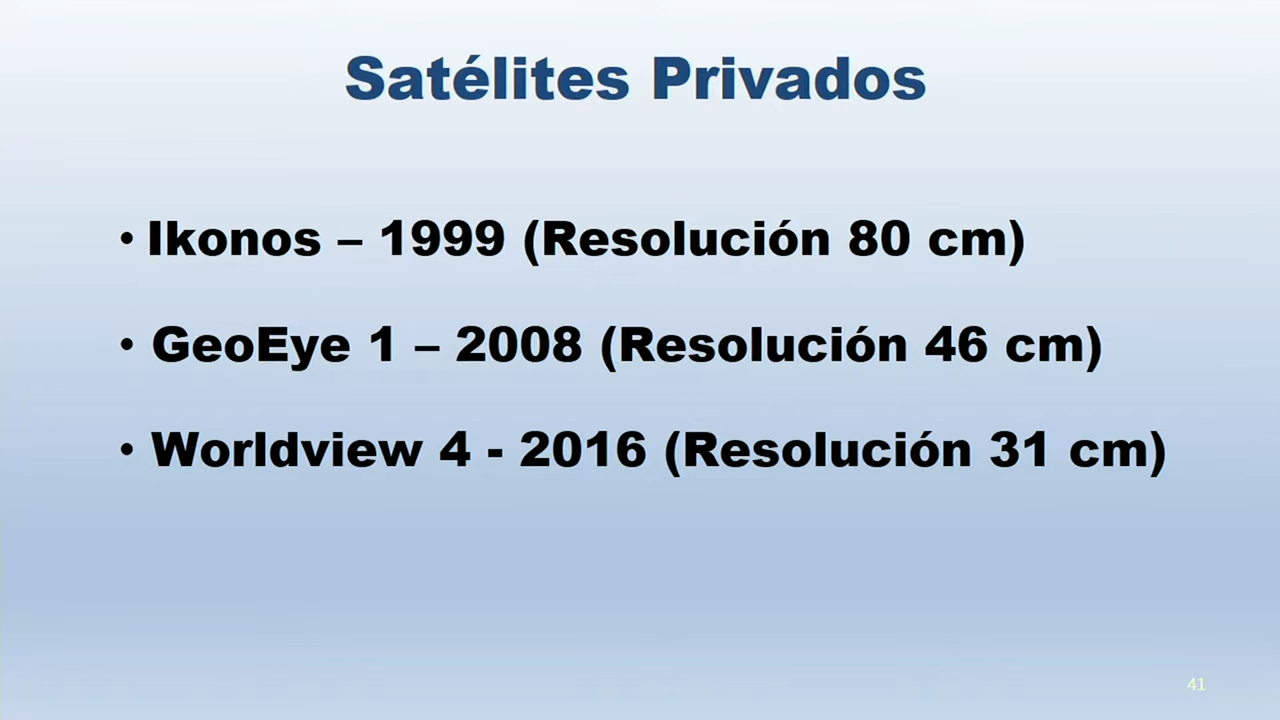 Satélites Privados
• Ikonos – 1999 (Resolución 80 cm)
• GeoEye 1 – 2008 (Resolución 46 cm)
• Worldview 4 - 2016 (Resolución 31 cm)
41